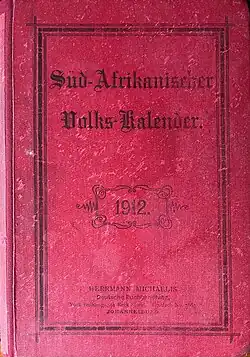 Süd-Afrikanischer
Volks-Kalender.
1912.
HERRMANN MICHAELIS
Deutsche Buchhandlung,
JOHANNESBURG